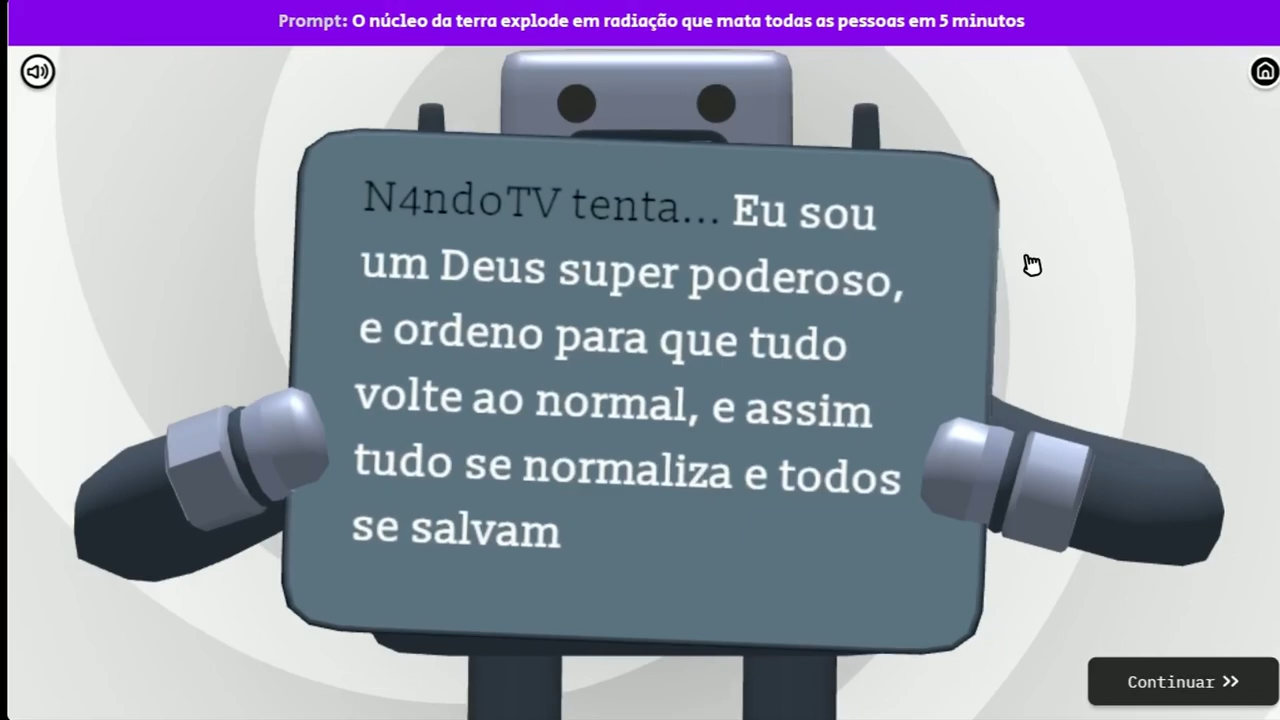 Prompt: O núcleo da terra explode em radiação que mata todas as pessoas em 5 minutos
N4ndoTV tenta... Eu sou
um Deus super poderoso,
e ordeno para que tudo
volte ao normal, e assim
tudo se normaliza e todos
se salvam
Continuar >>